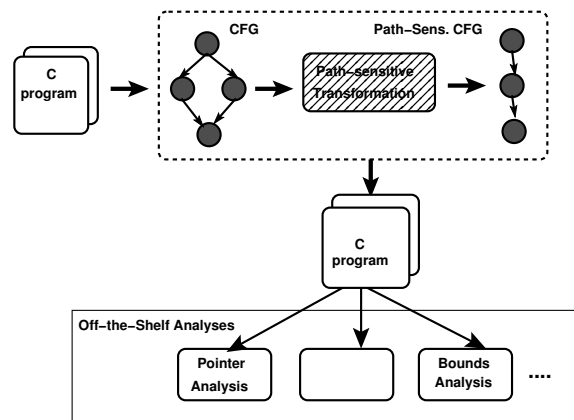 CFG
Path-Sens. CFG
C
program
Path-sensitive
Transformation
C
program
Off-the-Shelf Analyses
Pointer
Analysis
Bounds
Analysis
....